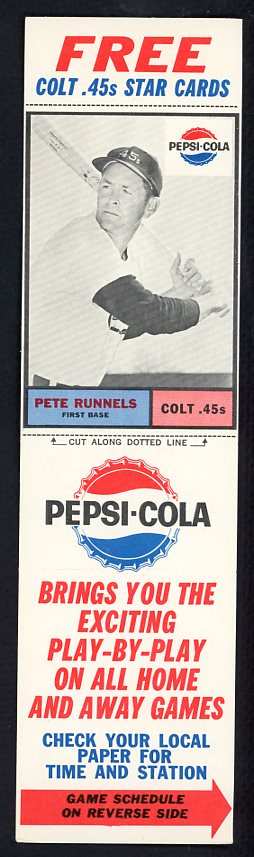 FREE
COLT .45s STAR CARDS
PEPSI-COLA
.45s
PETE RUNNELS
FIRST BASE
COLT .45s
CUT ALONG DOTTED LINE
PEPSI-COLA
BRINGS YOU THE
EXCITING
PLAY-BY-PLAY
ON ALL HOME
AND AWAY GAMES
CHECK YOUR LOCAL
PAPER FOR
TIME AND STATION
GAME SCHEDULE
ON REVERSE SIDE